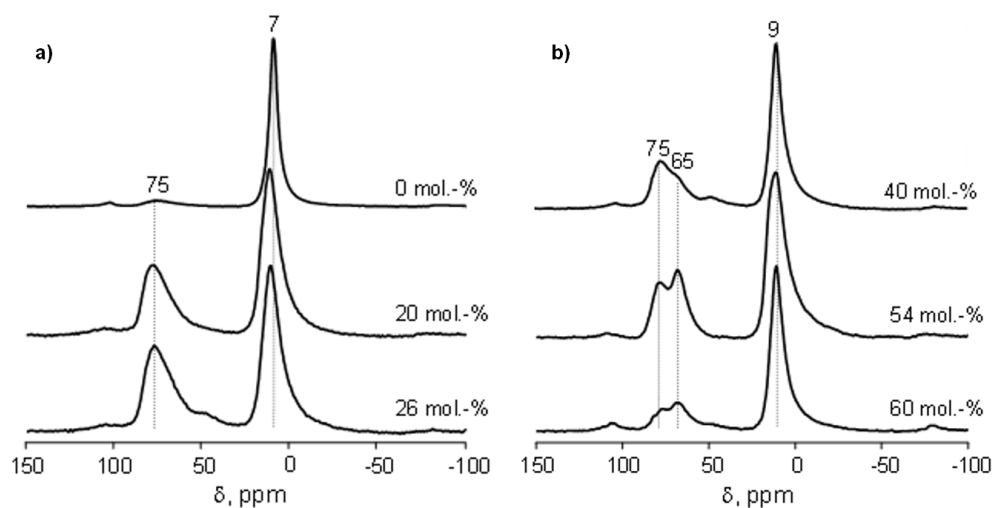 a)
7
75
0 mol.-%
20 mol.-%
26 mol.-%
150 100 50 0 -50 -100
δ, ppm
b)
9
75
65
40 mol.-%
54 mol.-%
60 mol.-%
150 100 50 0 -50 -100
δ, ppm